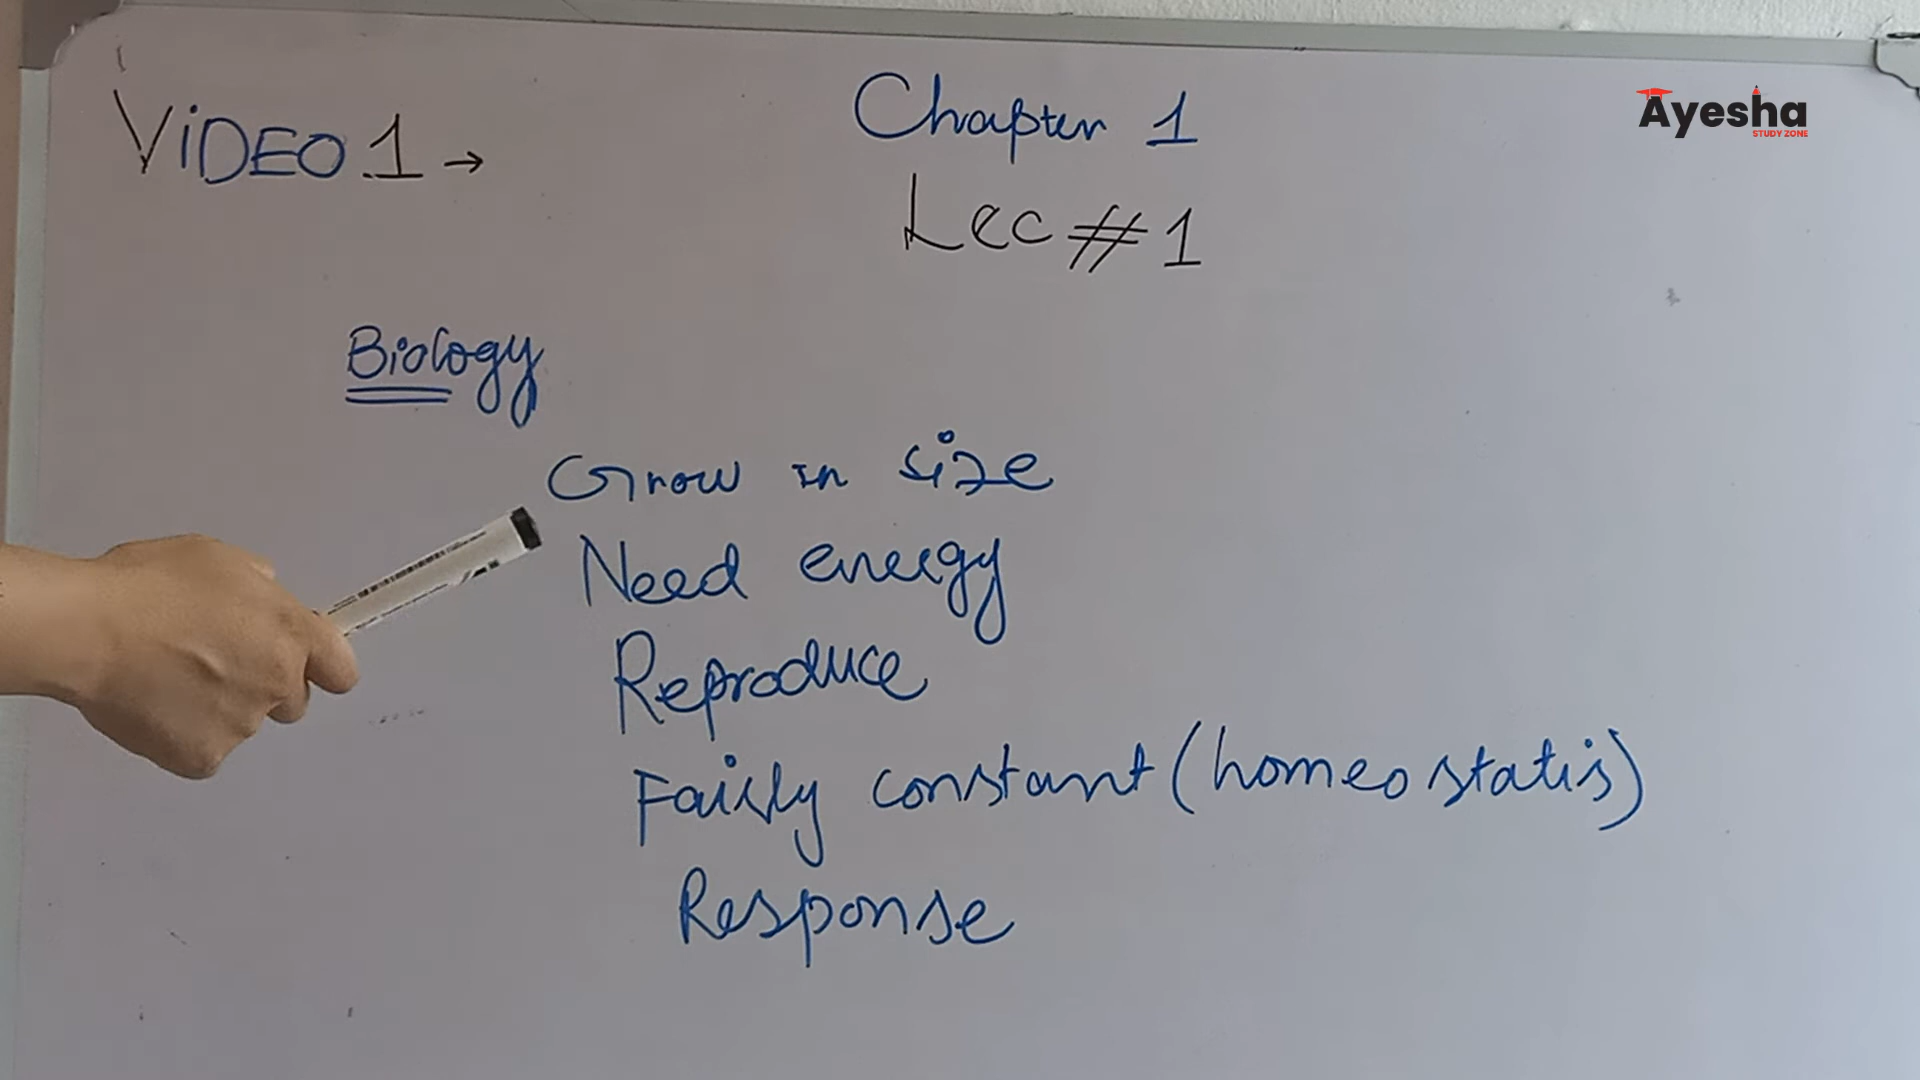 ViDEO.1 →
Chapter 1
Lec # 1
Ayesha
STUDY ZONE
Biology
Grow in size
Need energy
Reproduce
Fairly constant (homeostatis)
Response